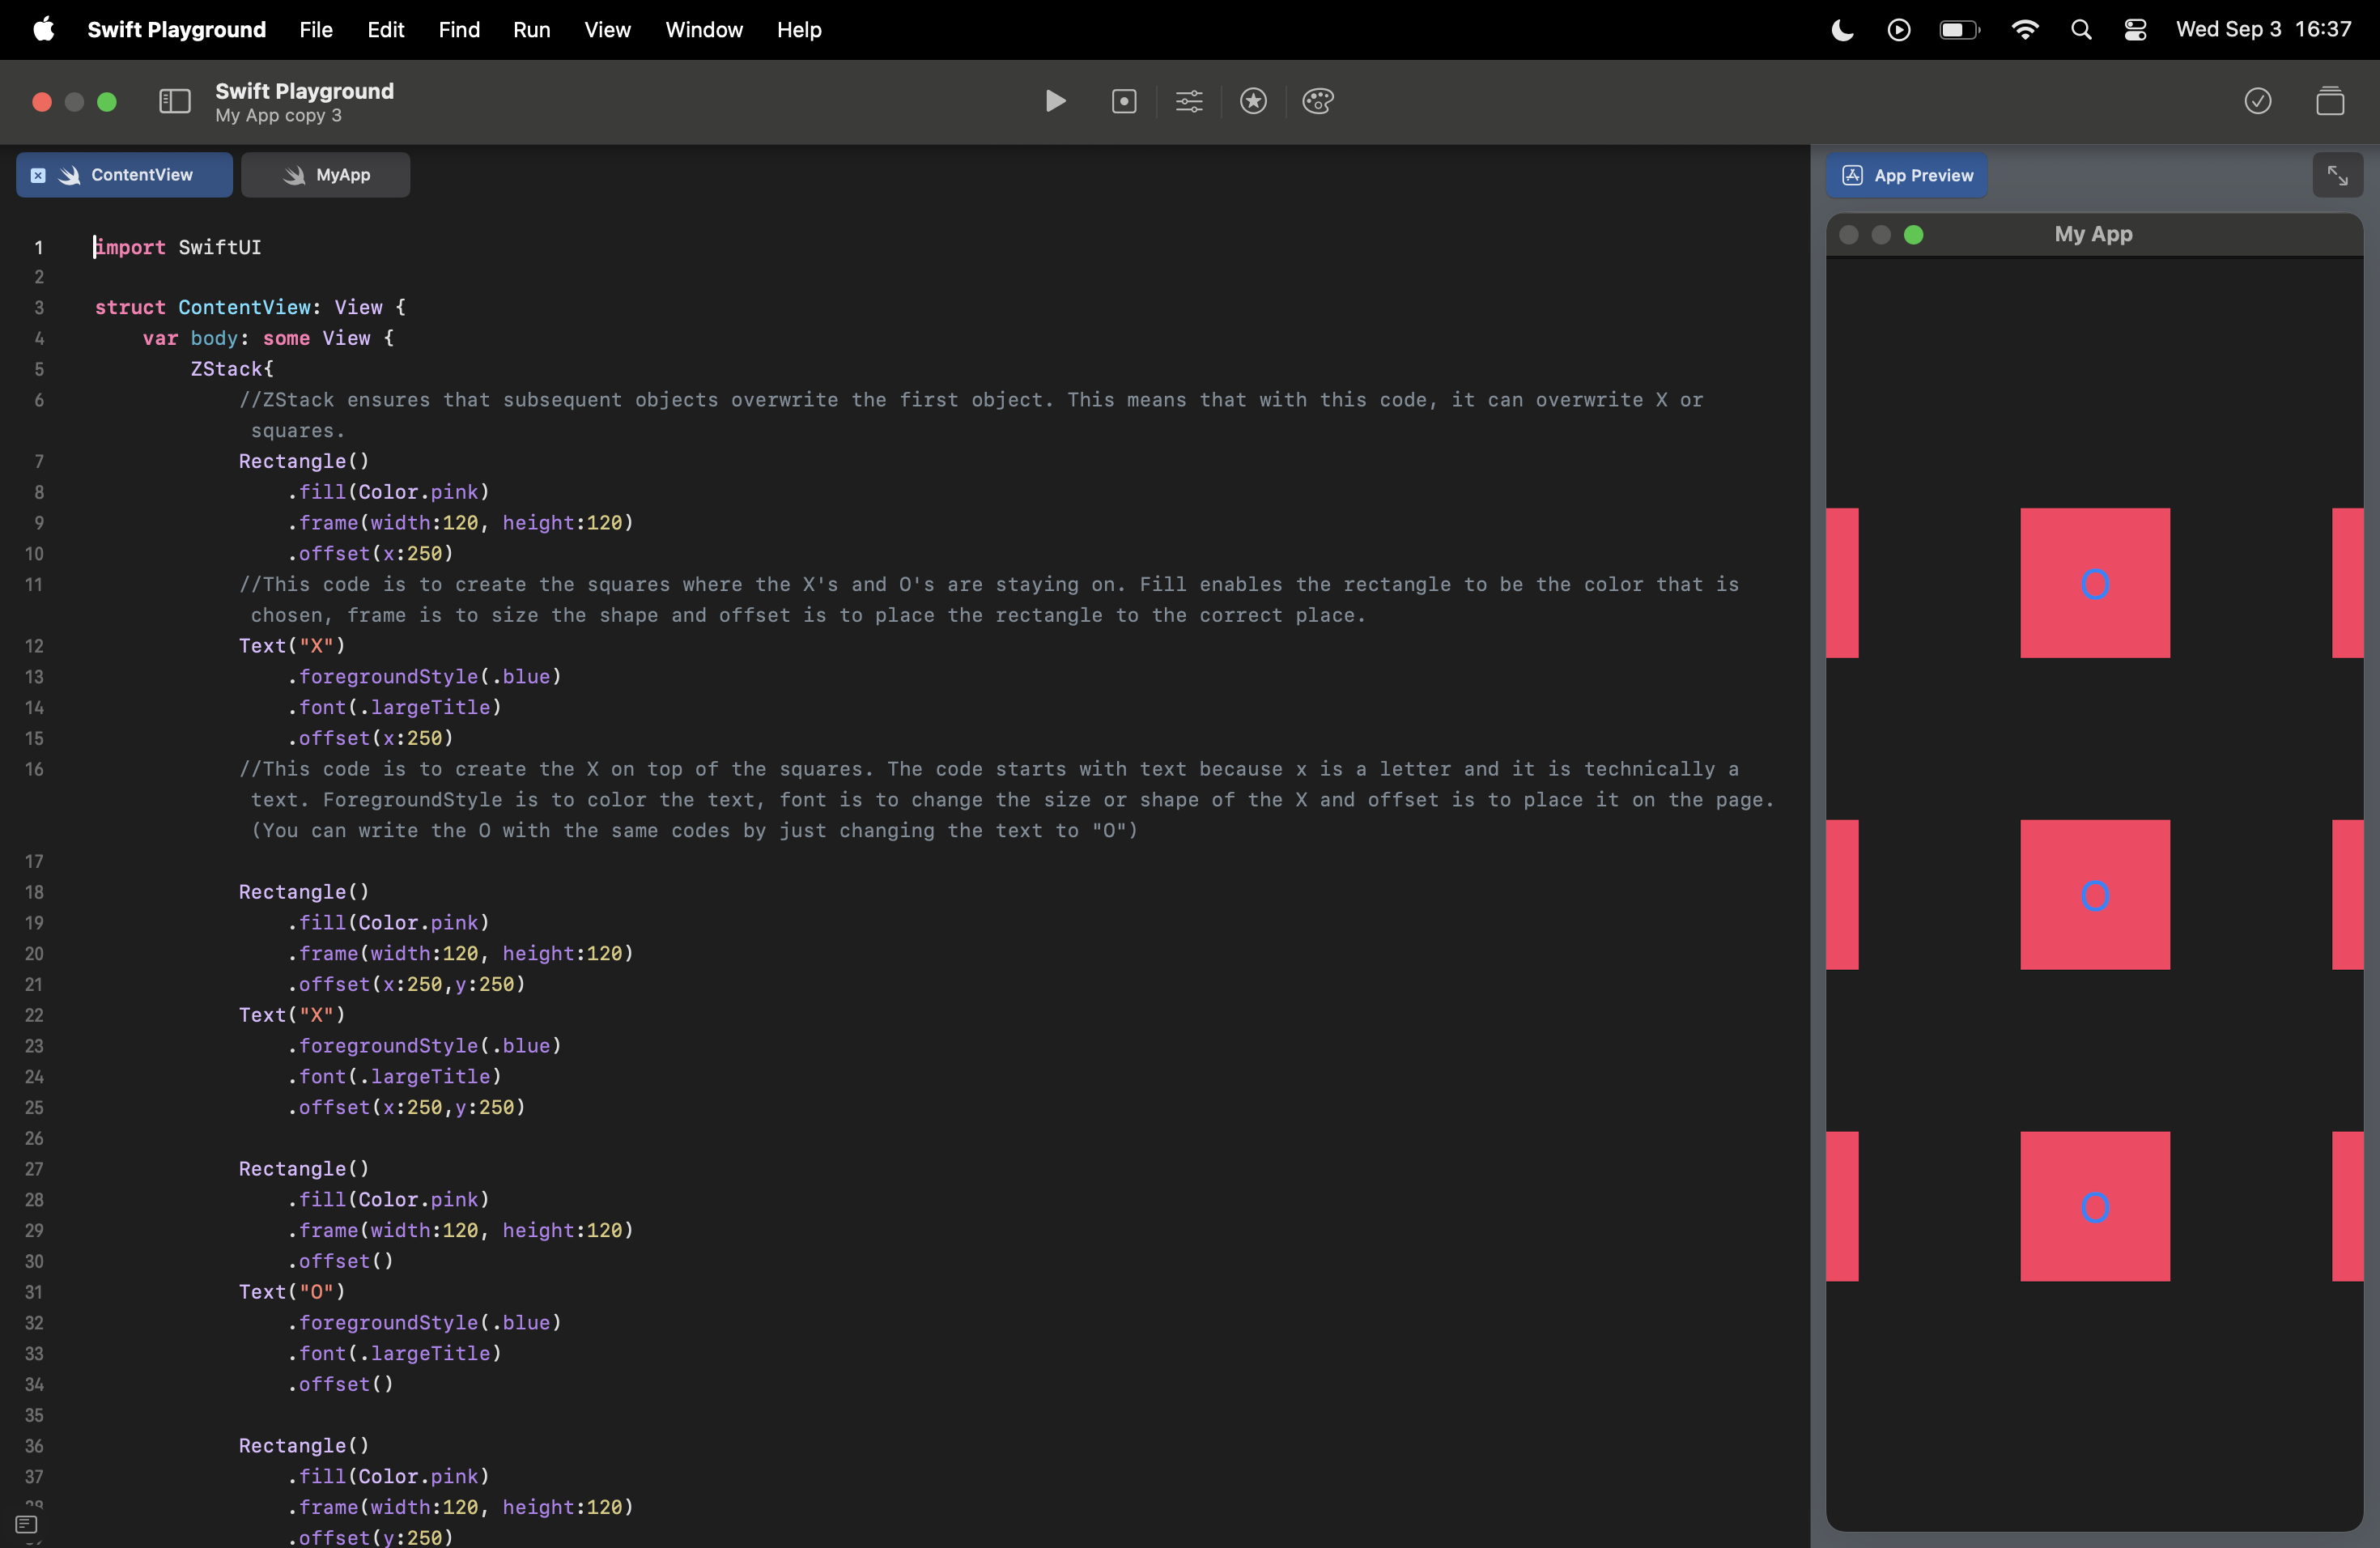 Swift Playground File Edit Find Run View Window Help Wed Sep 3 16:37
Swift Playground
My App copy 3
ContentView MyApp
App Preview
My App
1 import SwiftUI
2
3 struct ContentView: View {
4 var body: some View {
5 ZStack{
6 //ZStack ensures that subsequent objects overwrite the first object. This means that with this code, it can overwrite X or
squares.
7 Rectangle()
8 .fill(Color.pink)
9 .frame(width:120, height:120)
10 .offset(x:250)
11 //This code is to create the squares where the X's and O's are staying on. Fill enables the rectangle to be the color that is
chosen, frame is to size the shape and offset is to place the rectangle to the correct place.
12 Text("X")
13 .foregroundStyle(.blue)
14 .font(.largeTitle)
15 .offset(x:250)
16 //This code is to create the X on top of the squares. The code starts with text because x is a letter and it is technically a
text. ForegroundStyle is to color the text, font is to change the size or shape of the X and offset is to place it on the page.
(You can write the O with the same codes by just changing the text to "O")
17
18 Rectangle()
19 .fill(Color.pink)
20 .frame(width:120, height:120)
21 .offset(x:250,y:250)
22 Text("X")
23 .foregroundStyle(.blue)
24 .font(.largeTitle)
25 .offset(x:250,y:250)
26
27 Rectangle()
28 .fill(Color.pink)
29 .frame(width:120, height:120)
30 .offset()
31 Text("O")
32 .foregroundStyle(.blue)
33 .font(.largeTitle)
34 .offset()
35
36 Rectangle()
37 .fill(Color.pink)
.frame(width:120, height:120)
.offset(y:250)
O
O
O